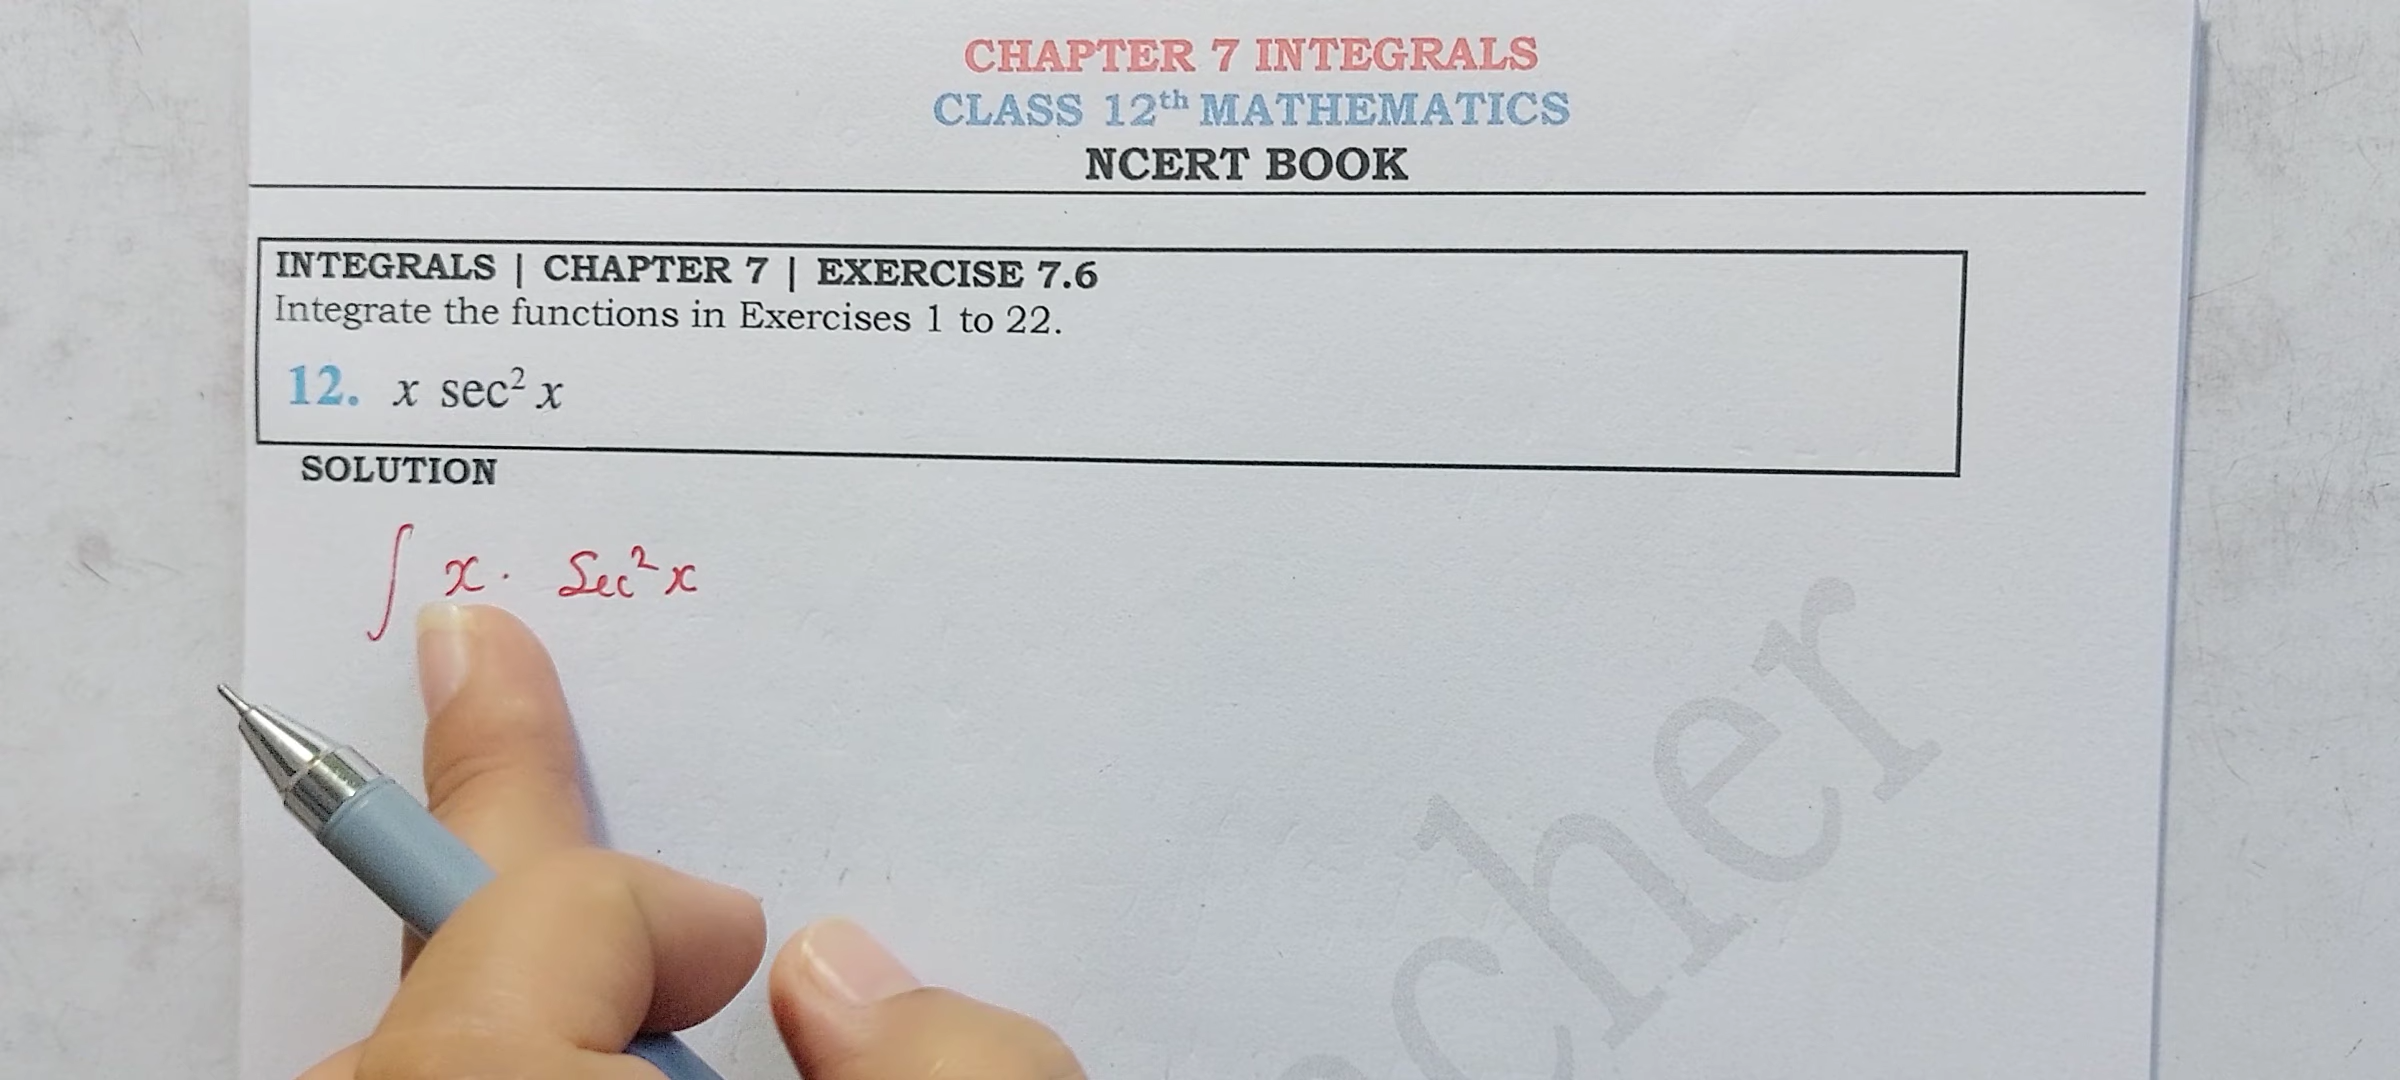 CHAPTER 7 INTEGRALS
CLASS 12th MATHEMATICS
NCERT BOOK
INTEGRALS | CHAPTER 7 | EXERCISE 7.6
Integrate the functions in Exercises 1 to 22.
12. x sec² x
SOLUTION
∫ x · Sec² x
cher